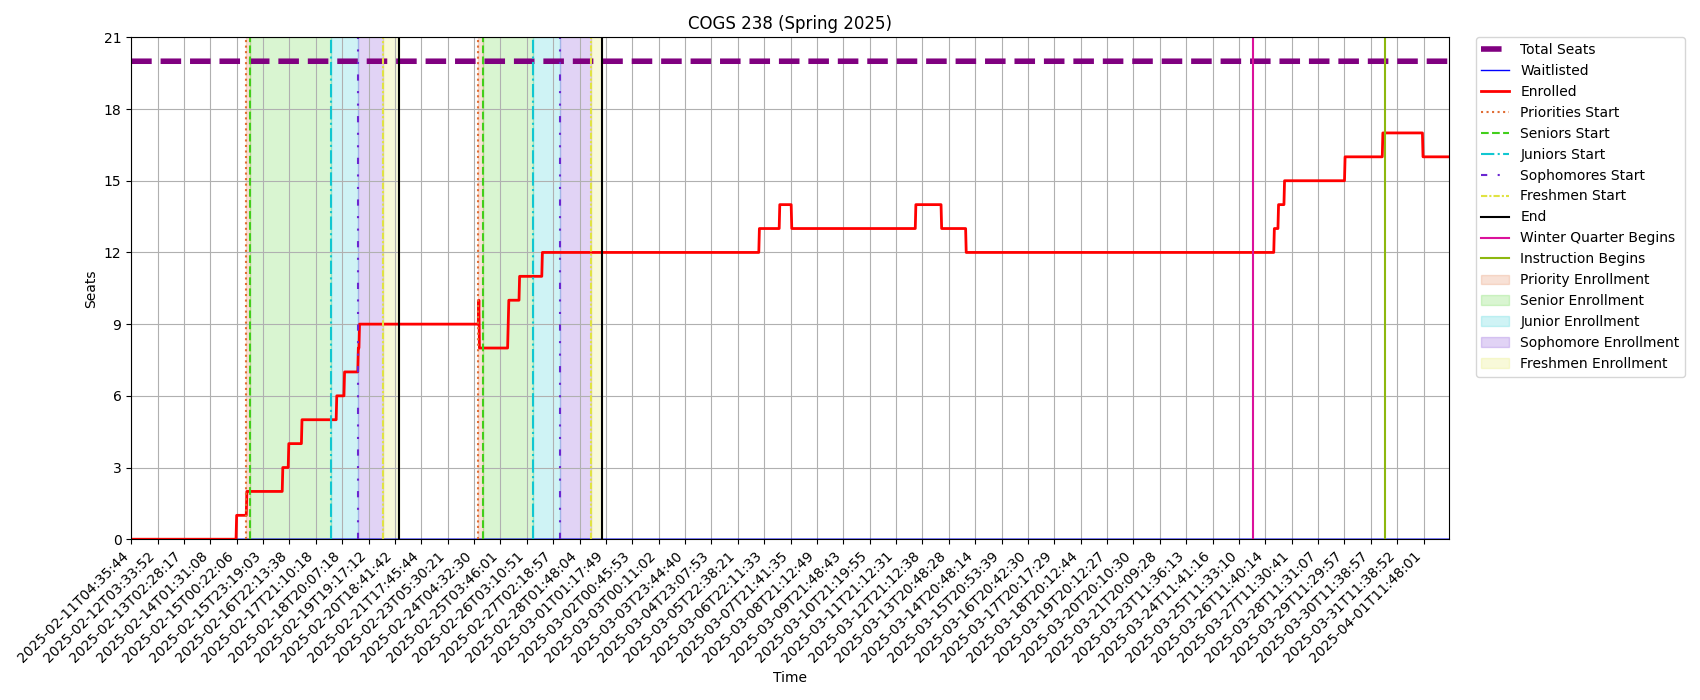 COGS 238 (Spring 2025)
21
18
15
12
9
6
3
0
Seats
2025-02-11T04:35:44
2025-02-12T03:33:52
2025-02-13T02:28:17
2025-02-14T01:31:08
2025-02-15T00:22:06
2025-02-15T23:19:03
2025-02-16T22:13:38
2025-02-17T21:10:18
2025-02-18T20:07:18
2025-02-19T19:17:12
2025-02-20T18:41:42
2025-02-21T17:45:44
2025-02-23T05:30:21
2025-02-24T04:32:30
2025-02-25T03:46:01
2025-02-26T03:10:51
2025-02-27T02:18:57
2025-02-28T01:48:04
2025-03-01T01:17:49
2025-03-02T00:45:53
2025-03-03T00:11:02
2025-03-03T23:44:40
2025-03-04T23:07:53
2025-03-05T22:38:21
2025-03-06T22:11:33
2025-03-07T21:41:35
2025-03-08T21:12:49
2025-03-09T21:48:43
2025-03-10T21:19:55
2025-03-11T21:12:31
2025-03-12T21:12:38
2025-03-13T20:48:28
2025-03-14T20:48:14
2025-03-15T20:53:39
2025-03-16T20:42:30
2025-03-17T20:17:29
2025-03-18T20:12:44
2025-03-19T20:12:27
2025-03-20T20:10:30
2025-03-21T20:09:28
2025-03-23T11:36:13
2025-03-24T11:41:16
2025-03-25T11:33:10
2025-03-26T11:40:14
2025-03-27T11:30:41
2025-03-28T11:31:07
2025-03-29T11:29:57
2025-03-30T11:38:57
2025-03-31T11:38:52
2025-04-01T11:48:01
Time
Total Seats
Waitlisted
Enrolled
Priorities Start
Seniors Start
Juniors Start
Sophomores Start
Freshmen Start
End
Winter Quarter Begins
Instruction Begins
Priority Enrollment
Senior Enrollment
Junior Enrollment
Sophomore Enrollment
Freshmen Enrollment